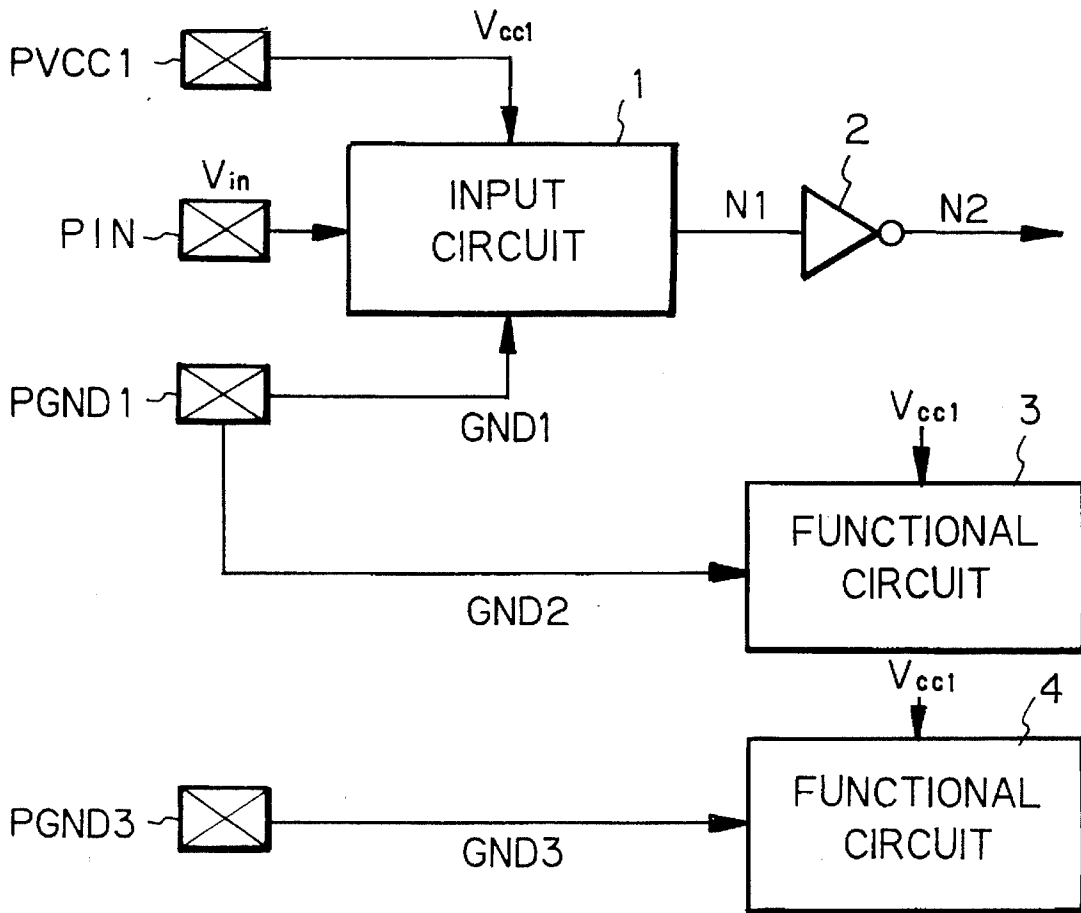 PVCC1
Vcc1
1
2
Vin
PIN
INPUT
CIRCUIT
N1
N2
PGND1
GND1
Vcc1
3
FUNCTIONAL
CIRCUIT
GND2
Vcc1
4
FUNCTIONAL
CIRCUIT
PGND3
GND3